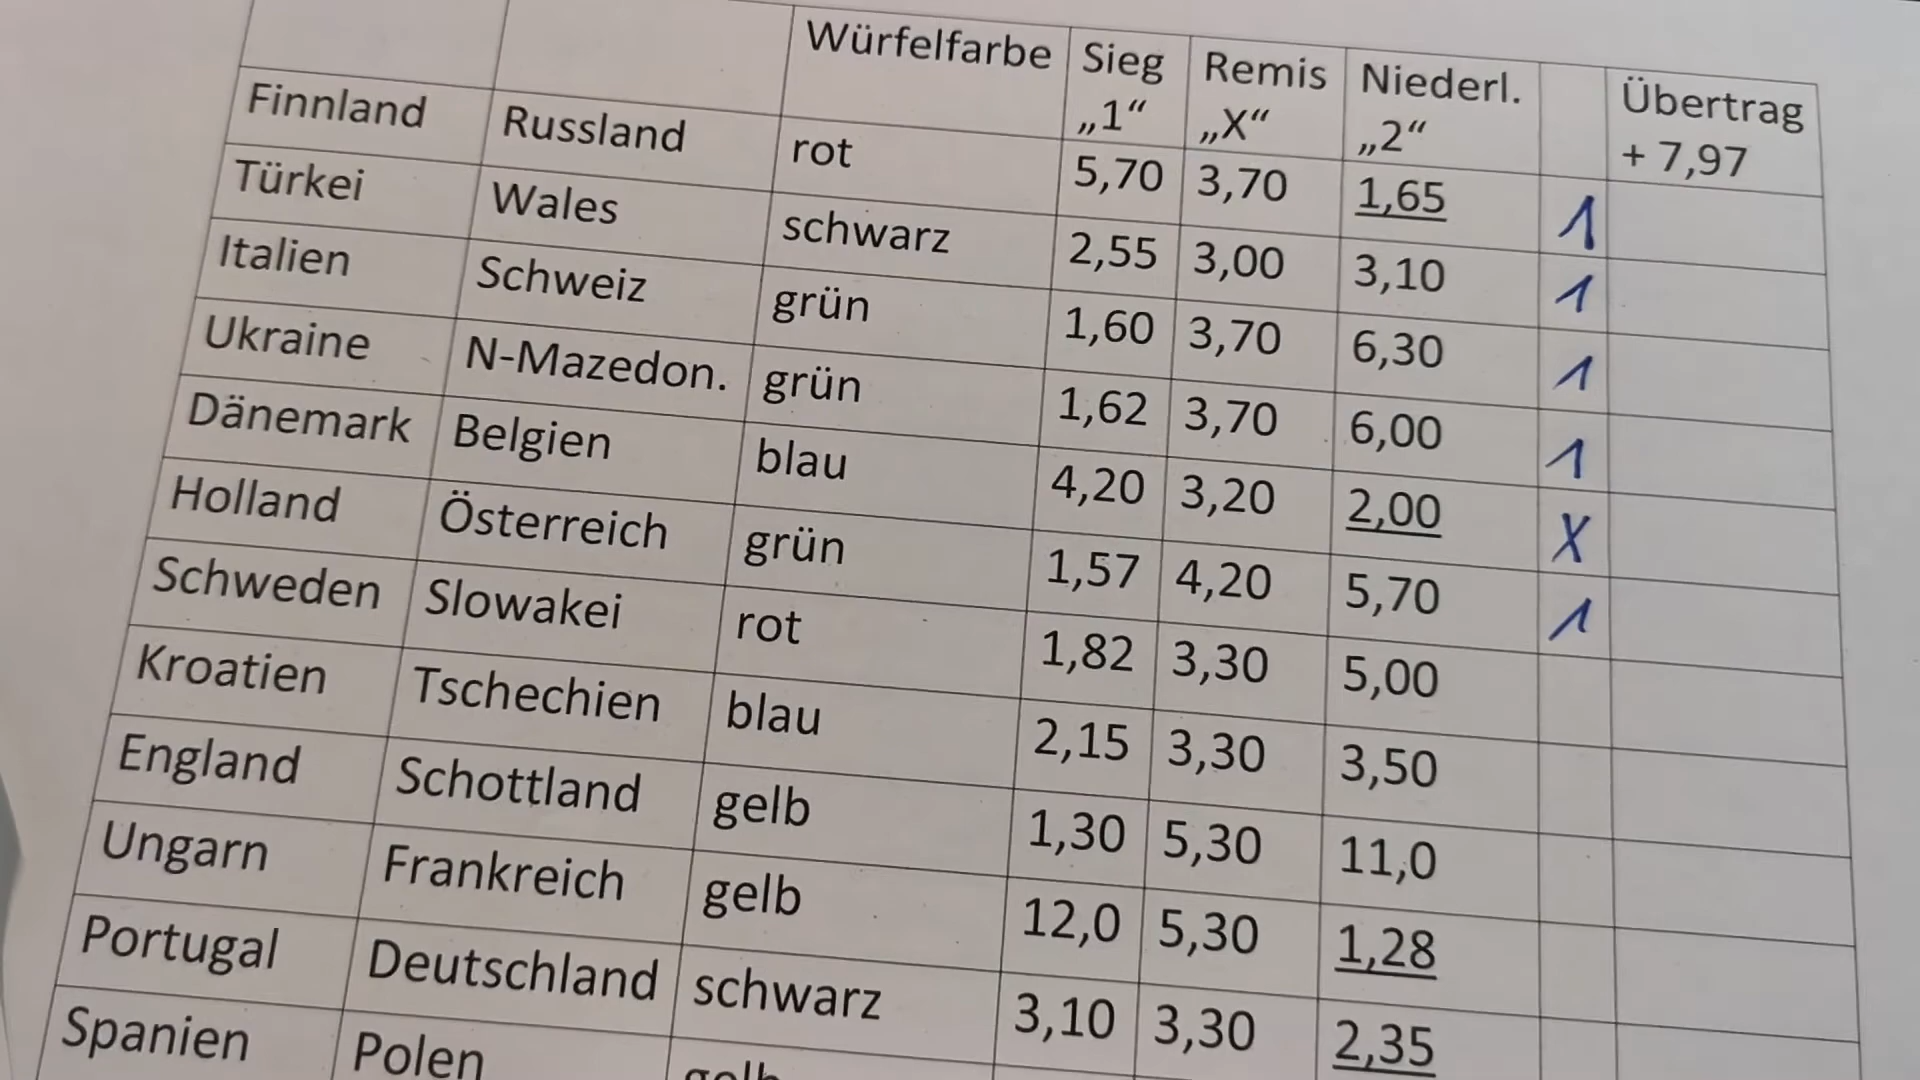 Würfelfarbe Sieg „1“ Remis „X“ Niederl. „2“ Übertrag + 7,97
Finnland Russland rot 5,70 3,70 1,65 1
Türkei Wales schwarz 2,55 3,00 3,10 1
Italien Schweiz grün 1,60 3,70 6,30 1
Ukraine N-Mazedon. grün 1,62 3,70 6,00 1
Dänemark Belgien blau 4,20 3,20 2,00 X
Holland Österreich grün 1,57 4,20 5,70 1
Schweden Slowakei rot 1,82 3,30 5,00
Kroatien Tschechien blau 2,15 3,30 3,50
England Schottland gelb 1,30 5,30 11,0
Ungarn Frankreich gelb 12,0 5,30 1,28
Portugal Deutschland schwarz 3,10 3,30 2,35
Spanien Polen